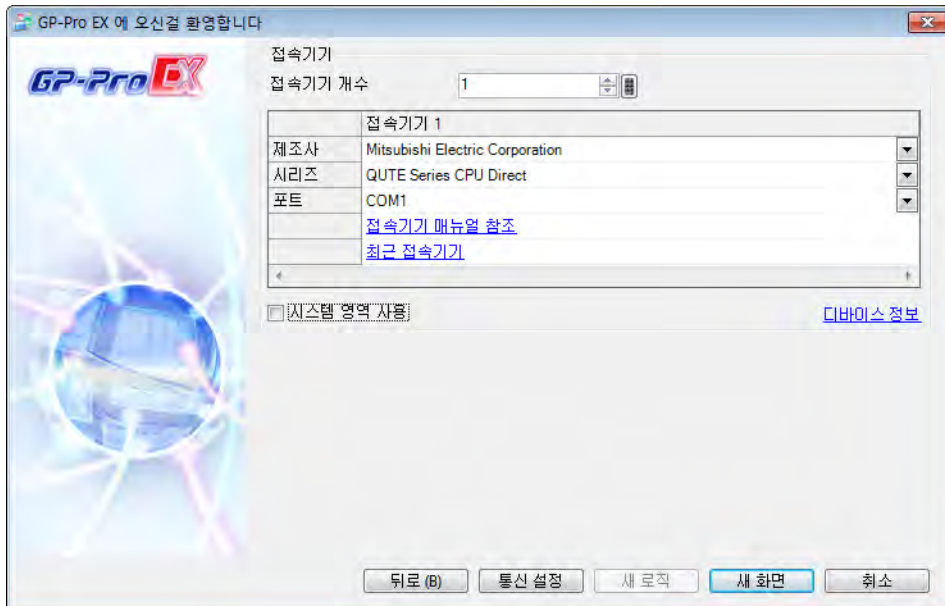 GP-Pro EX 에 오신걸 환영합니다
GP-Pro EX
접속기기
접속기기 개수 1
접속기기 1
제조사 Mitsubishi Electric Corporation
시리즈 QUTE Series CPU Direct
포트 COM1
접속기기 매뉴얼 참조
최근 접속기기
시스템 영역 사용 디바이스 정보
뒤로 (B) 통신 설정 새 로직 새 화면 취소